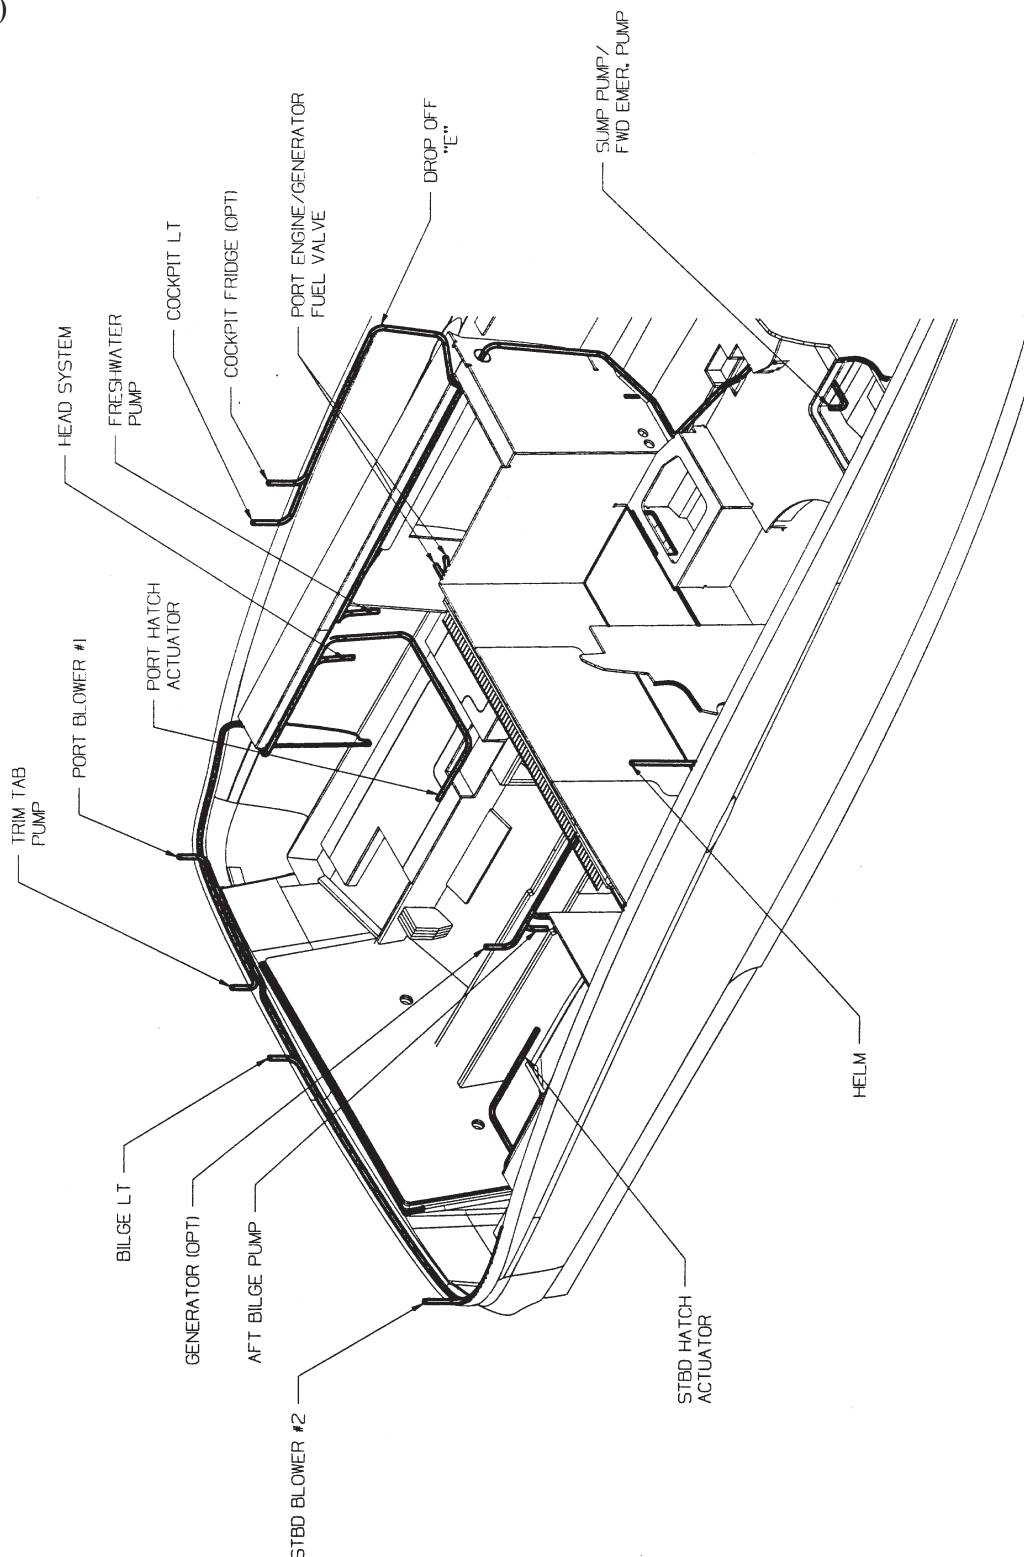 )
TRIM TAB
PUMP
PORT BLOWER #1
HEAD SYSTEM
FRESHWATER
PUMP
PORT HATCH
ACTUATOR
COCKPIT LT
COCKPIT FRIDGE (OPT)
PORT ENGINE/GENERATOR
FUEL VALVE
DROP OFF
"E"
SUMP PUMP/
FWD EMER. PUMP
BILGE LT
GENERATOR (OPT)
AFT BILGE PUMP
STBD BLOWER #2
STBD HATCH
ACTUATOR
HELM